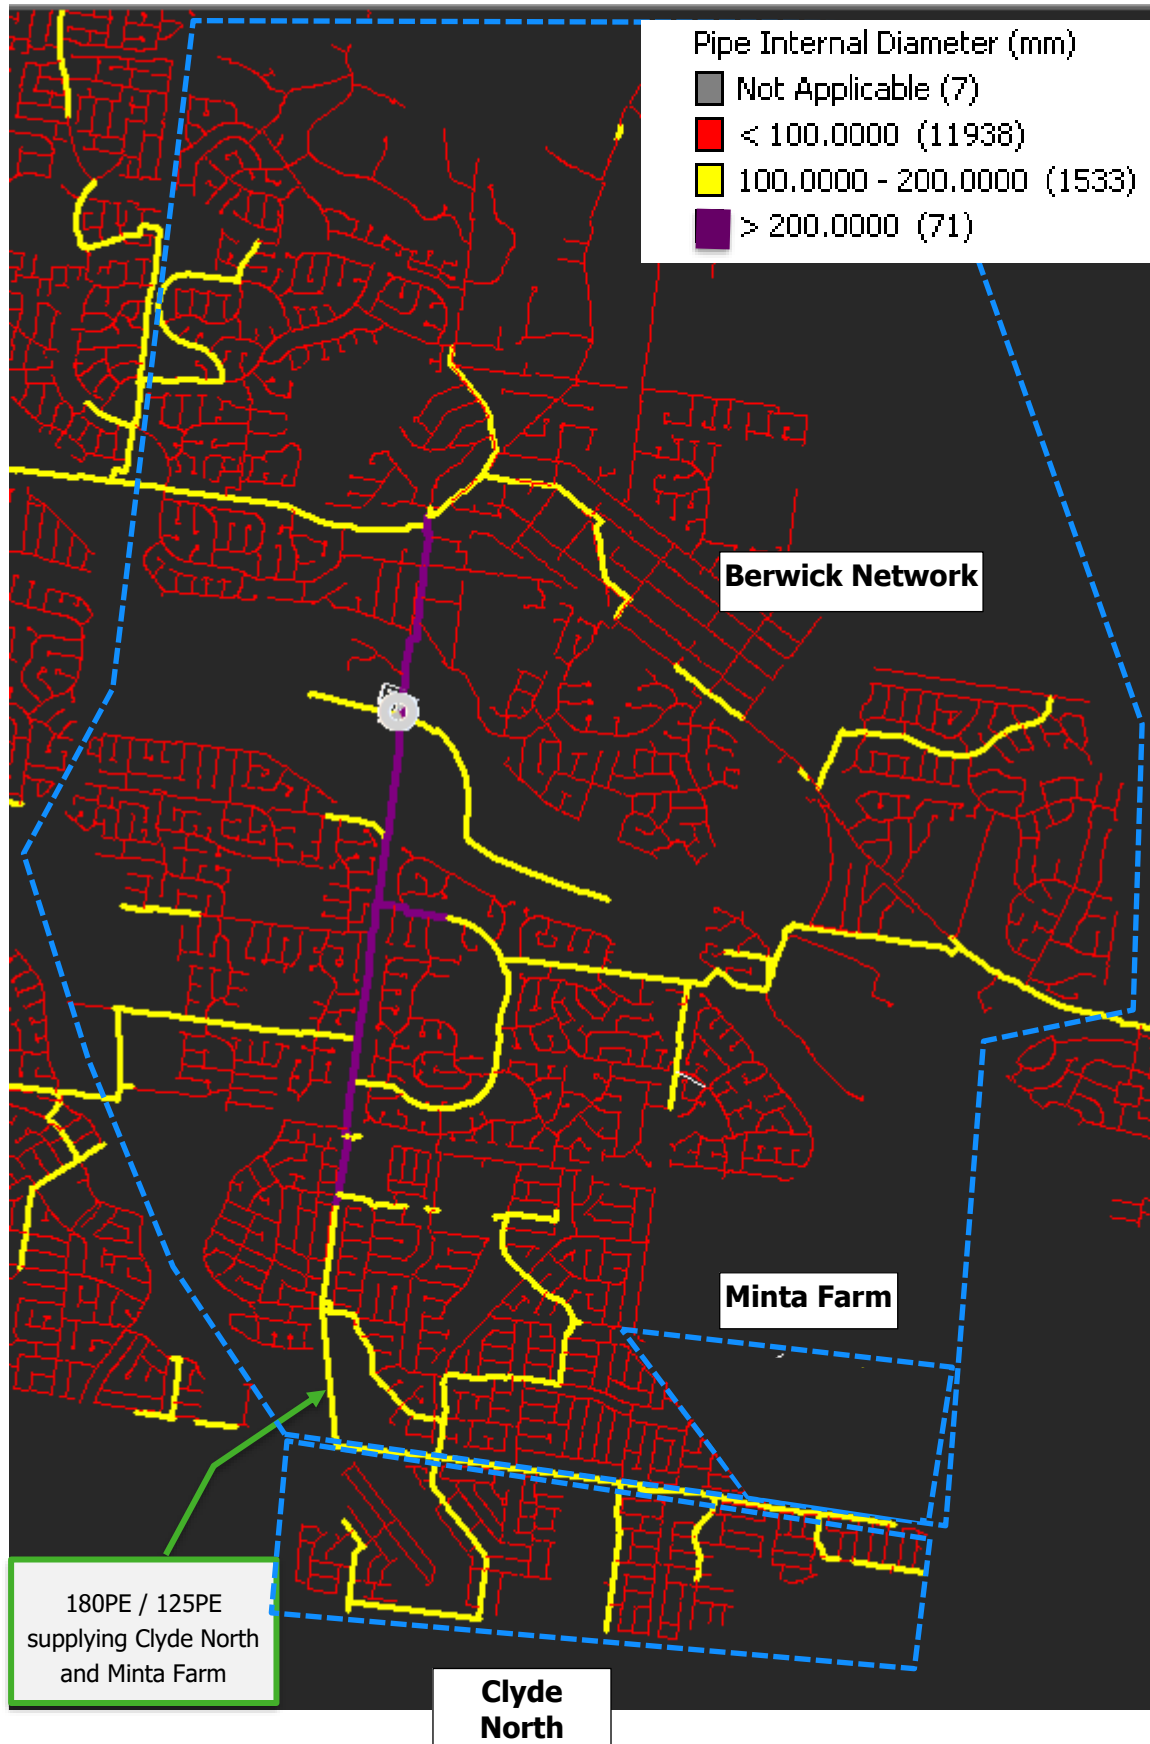 Pipe Internal Diameter (mm)
Not Applicable (7)
< 100.0000 (11938)
100.0000 - 200.0000 (1533)
> 200.0000 (71)
Berwick Network
Minta Farm
180PE / 125PE
supplying Clyde North
and Minta Farm
Clyde
North